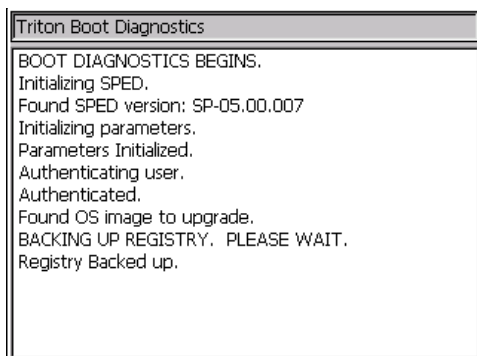 Triton Boot Diagnostics
BOOT DIAGNOSTICS BEGINS.
Initializing SPED.
Found SPED version: SP-05.00.007
Initializing parameters.
Parameters Initialized.
Authenticating user.
Authenticated.
Found OS image to upgrade.
BACKING UP REGISTRY.  PLEASE WAIT.
Registry Backed up.